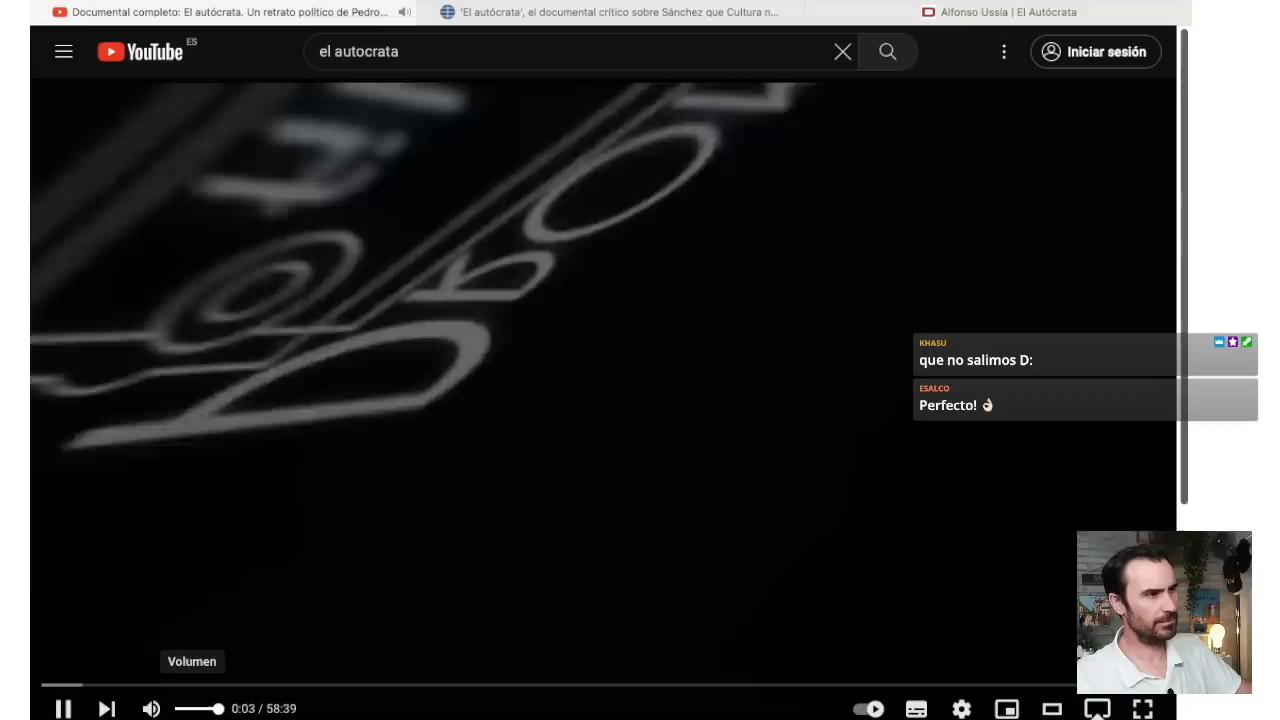 Documental completo: El autócrata. Un retrato político de Pedro...
'El autócrata', el documental crítico sobre Sánchez que Cultura n...
Alfonso Ussía | El Autócrata
YouTube ES
el autocrata
Iniciar sesión
KHASU
que no salimos D:
ESALCO
Perfecto! 👌🏻
Volumen
0:03 / 58:39